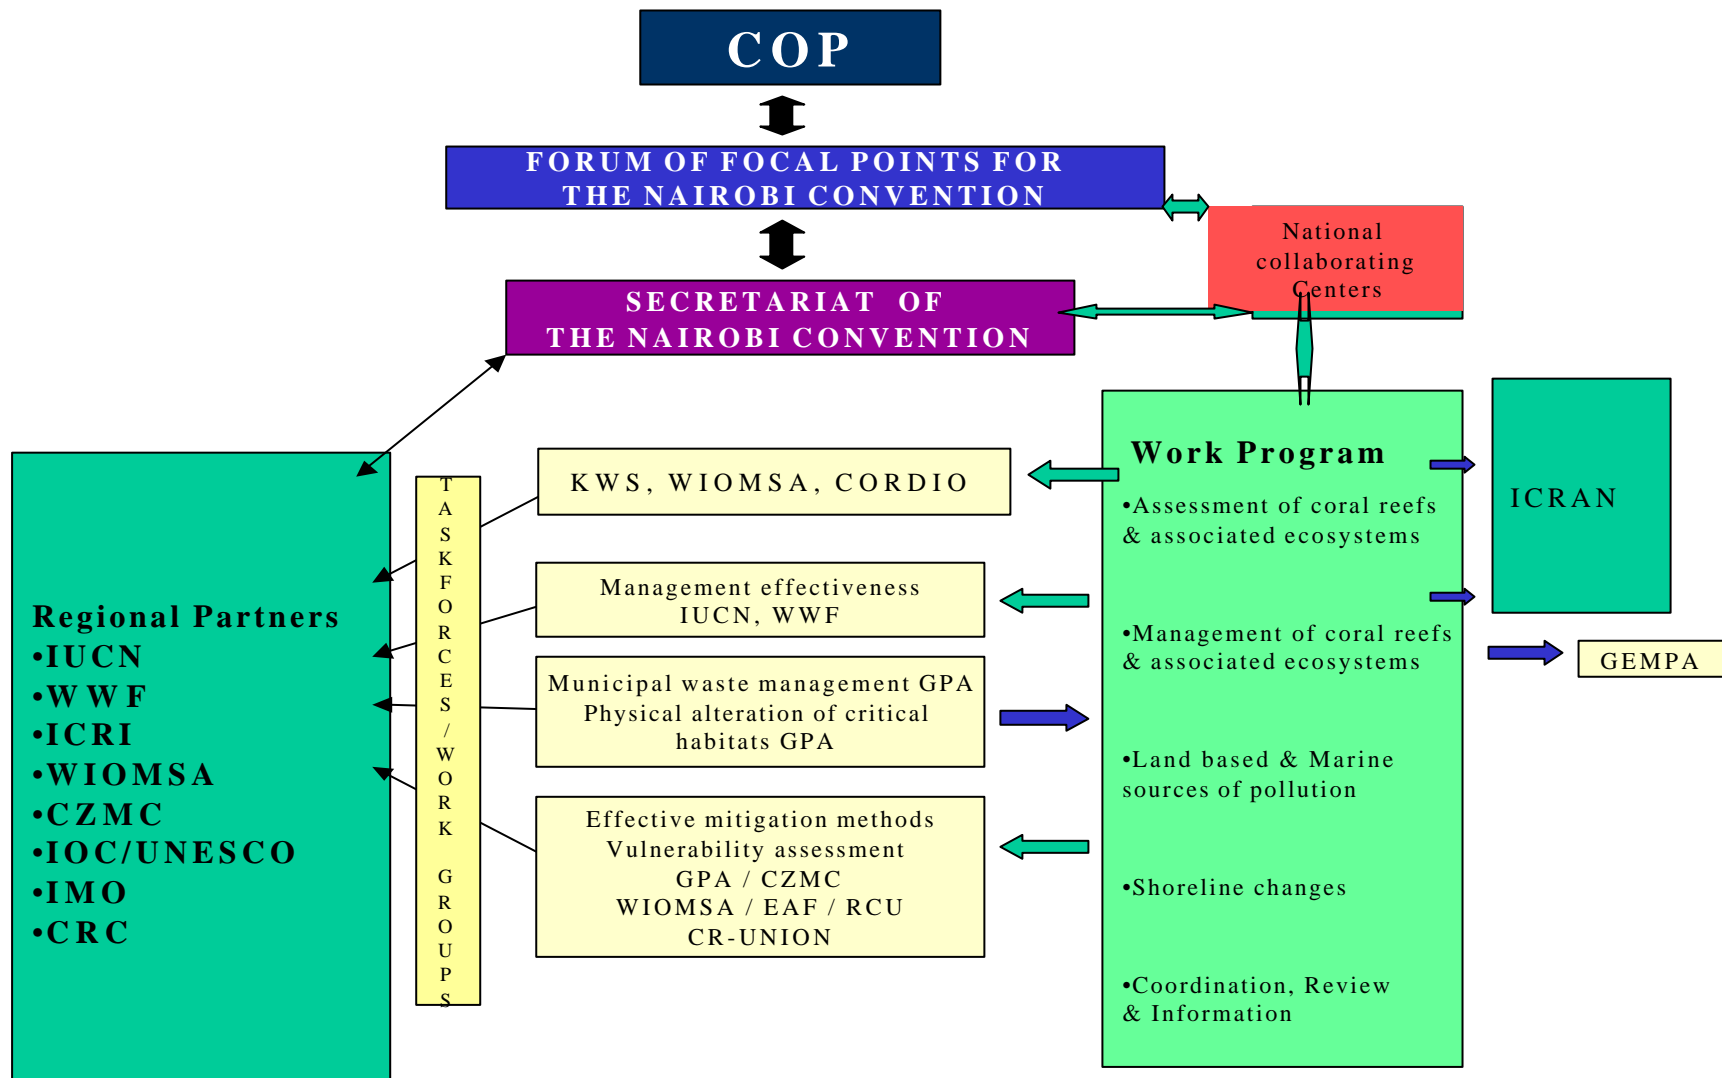 COP
FORUM OF FOCAL POINTS FOR
THE NAIROBI CONVENTION
National
collaborating
Centers
SECRETARIAT OF
THE NAIROBI CONVENTION
Regional Partners
•IUCN
•WWF
•ICRI
•WIOMSA
•CZMC
•IOC/UNESCO
•IMO
•CRC
TASKFORCES/WORK GROUPS
KWS, WIOMSA, CORDIO
Management effectiveness
IUCN, WWF
Municipal waste management GPA
Physical alteration of critical
habitats GPA
Effective mitigation methods
Vulnerability assessment
GPA / CZMC
WIOMSA / EAF / RCU
CR-UNION
Work Program
•Assessment of coral reefs
& associated ecosystems
•Management of coral reefs
& associated ecosystems
•Land based & Marine
sources of pollution
•Shoreline changes
•Coordination, Review
& Information
ICRAN
GEMPA